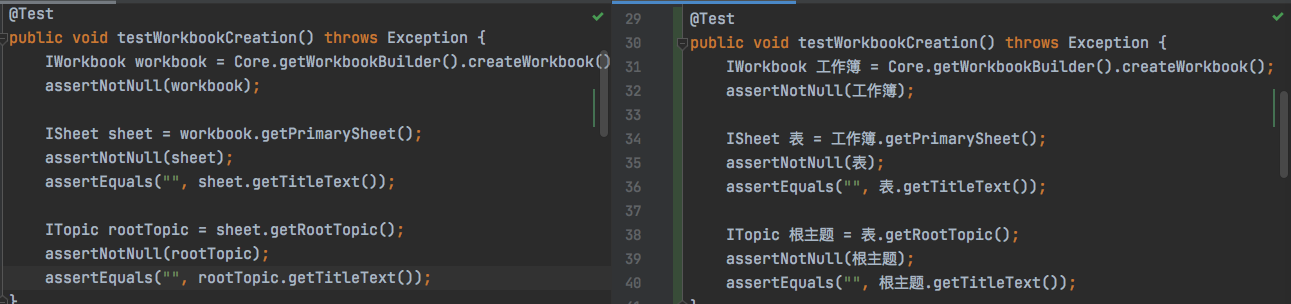 @Test
public void testWorkbookCreation() throws Exception {
IWorkbook workbook = Core.getWorkbookBuilder().createWorkbook()
assertNotNull(workbook);
ISheet sheet = workbook.getPrimarySheet();
assertNotNull(sheet);
assertEquals("", sheet.getTitleText());
ITopic rootTopic = sheet.getRootTopic();
assertNotNull(rootTopic);
assertEquals("", rootTopic.getTitleText());
}
29 @Test
30 public void testWorkbookCreation() throws Exception {
31 IWorkbook 工作簿 = Core.getWorkbookBuilder().createWorkbook();
32 assertNotNull(工作簿);
33
34 ISheet 表 = 工作簿.getPrimarySheet();
35 assertNotNull(表);
36 assertEquals("", 表.getTitleText());
37
38 ITopic 根主题 = 表.getRootTopic();
39 assertNotNull(根主题);
40 assertEquals("", 根主题.getTitleText());